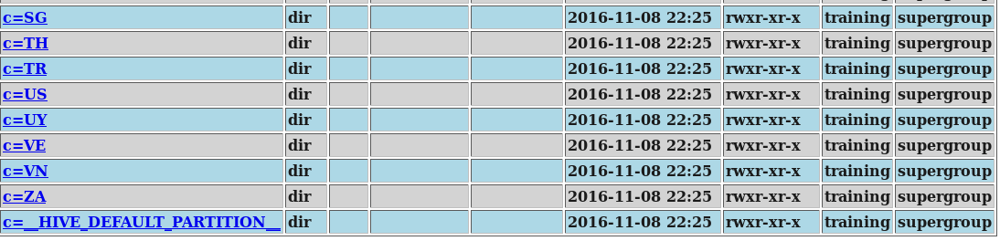 c=SG dir 2016-11-08 22:25 rwxr-xr-x training supergroup
c=TH dir 2016-11-08 22:25 rwxr-xr-x training supergroup
c=TR dir 2016-11-08 22:25 rwxr-xr-x training supergroup
c=US dir 2016-11-08 22:25 rwxr-xr-x training supergroup
c=UY dir 2016-11-08 22:25 rwxr-xr-x training supergroup
c=VE dir 2016-11-08 22:25 rwxr-xr-x training supergroup
c=VN dir 2016-11-08 22:25 rwxr-xr-x training supergroup
c=ZA dir 2016-11-08 22:25 rwxr-xr-x training supergroup
c=__HIVE_DEFAULT_PARTITION__ dir 2016-11-08 22:25 rwxr-xr-x training supergroup